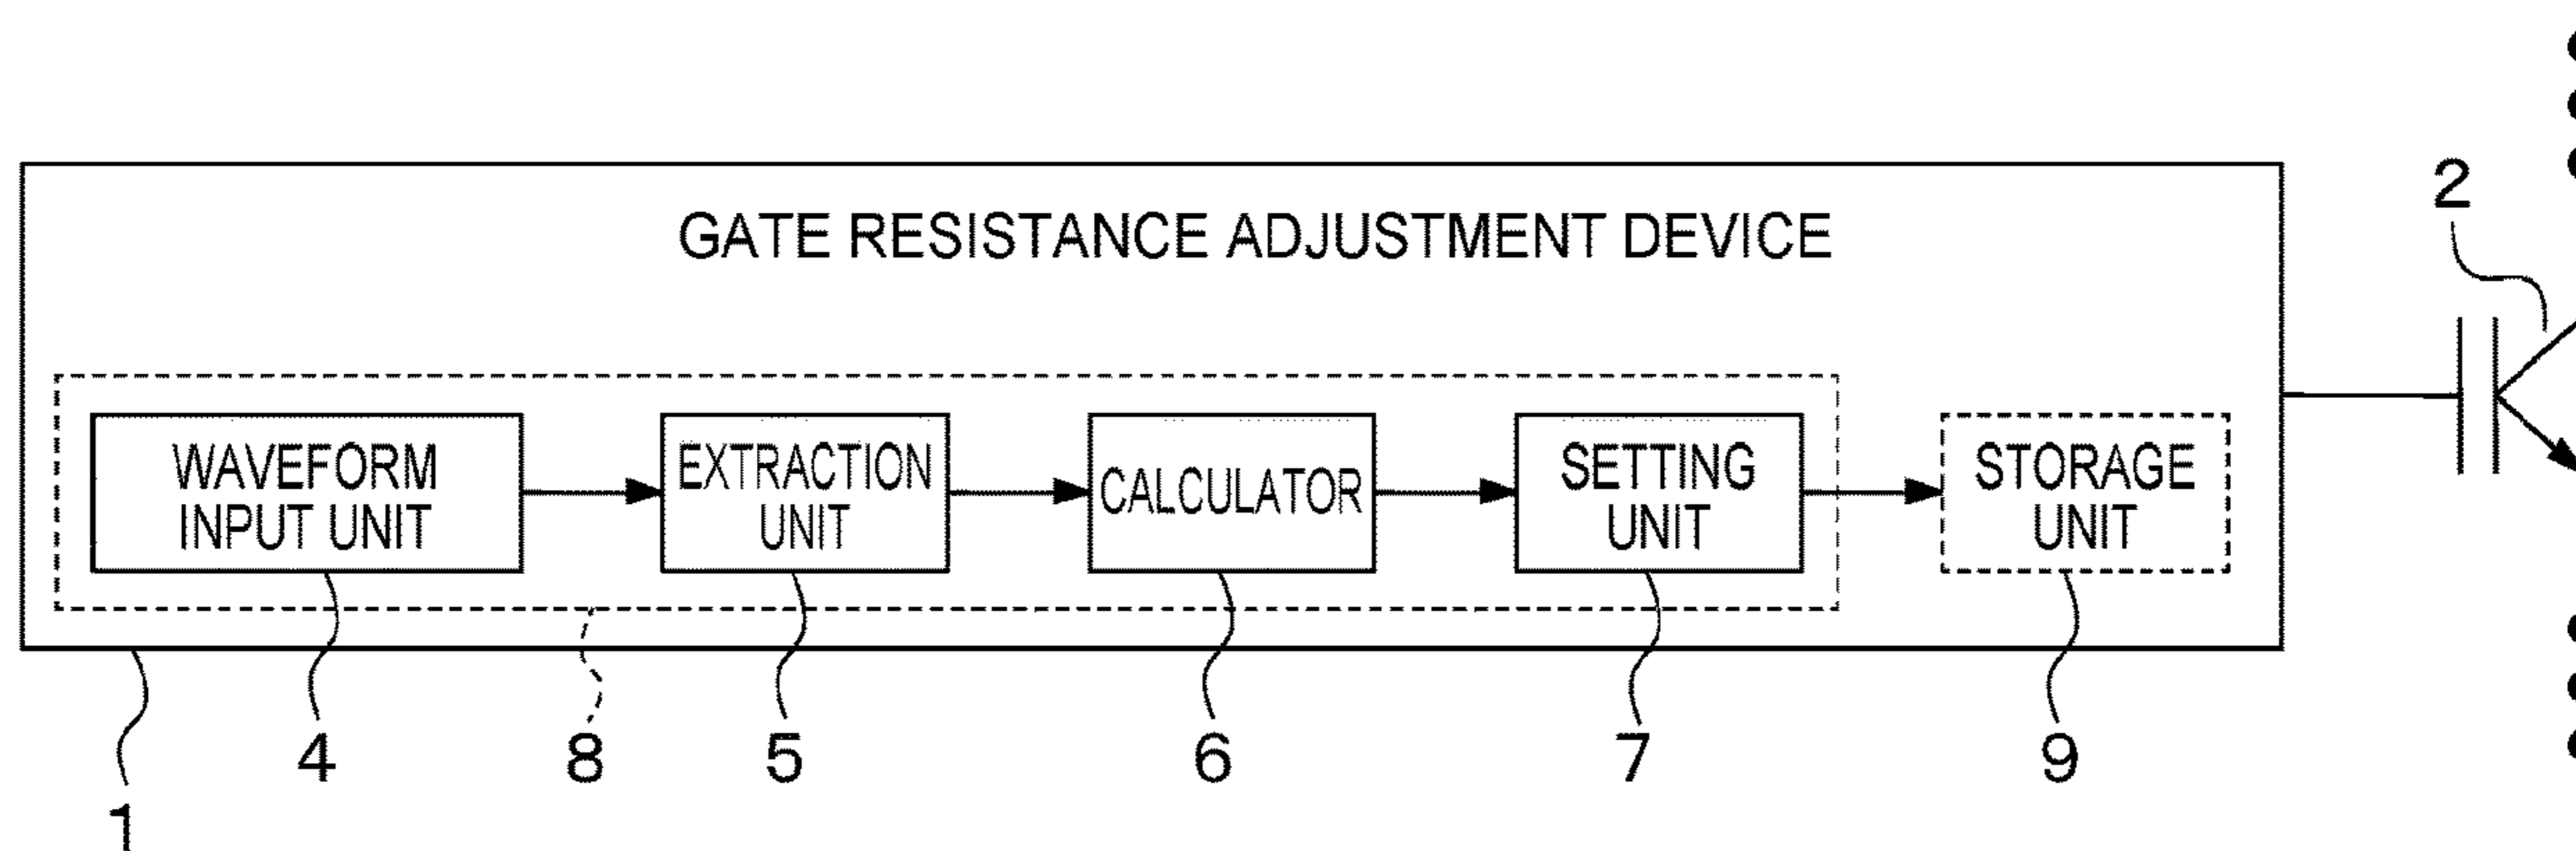 2
GATE RESISTANCE ADJUSTMENT DEVICE
WAVEFORM
INPUT UNIT
EXTRACTION
UNIT
CALCULATOR
SETTING
UNIT
STORAGE
UNIT
4
8
5
6
7
9
1